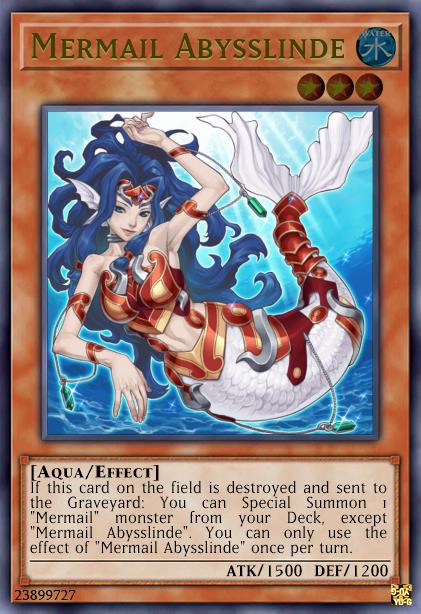 MERMAIL ABYSSLINDE
WATER
水
[AQUA/EFFECT]
If this card on the field is destroyed and sent to
the Graveyard: You can Special Summon 1
"Mermail" monster from your Deck, except
"Mermail Abysslinde". You can only use the
effect of "Mermail Abysslinde" once per turn.
ATK/1500 DEF/1200
23899727